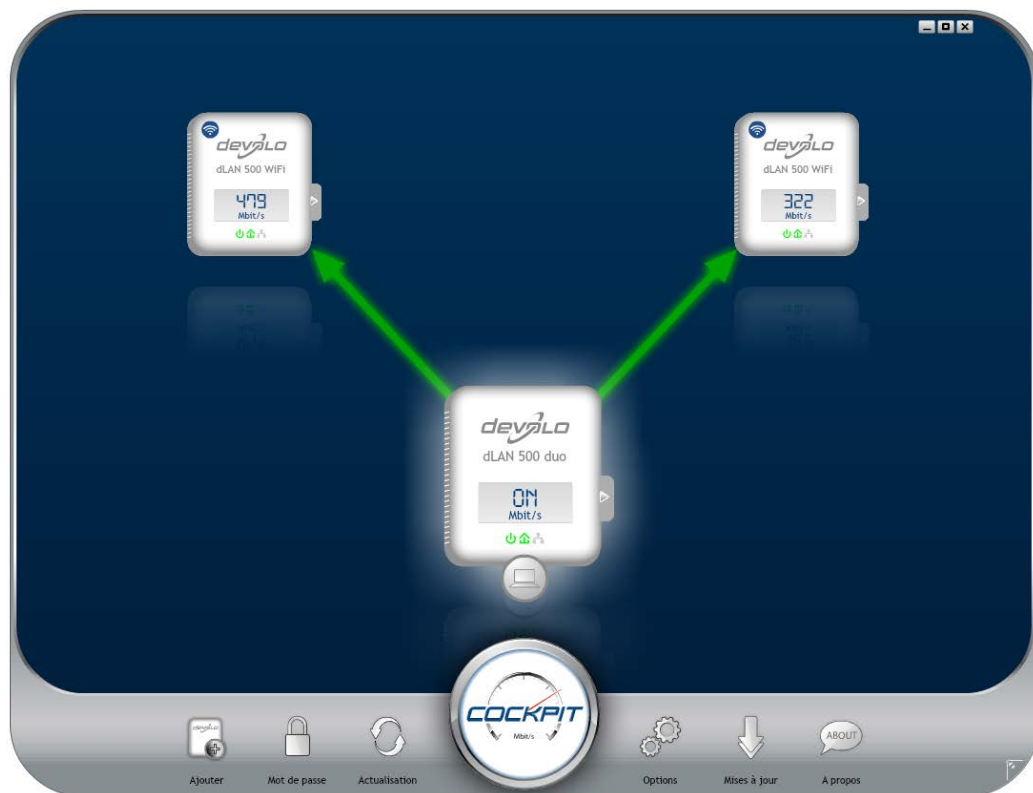 devolo
dLAN 500 WiFi
479
Mbit/s
devolo
dLAN 500 WiFi
322
Mbit/s
devolo
dLAN 500 duo
ON
Mbit/s
COCKPIT
Mbit/s
devolo
ABOUT
Ajouter
Mot de passe
Actualisation
Options
Mises à jour
A propos